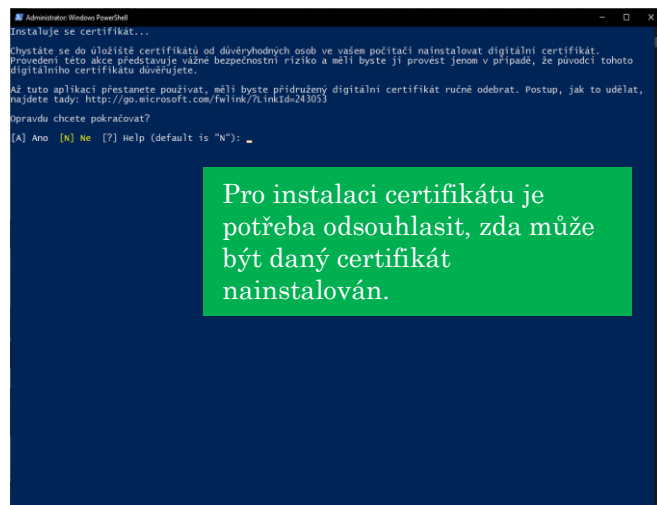 Administrator: Windows PowerShell
Instaluje se certifikát...
Chystáte se do úložiště certifikátů od důvěryhodných osob ve vašem počítači nainstalovat digitální certifikát.
Provedení této akce představuje vážné bezpečnostní riziko a měli byste ji provést jenom v případě, že původci tohoto
digitálního certifikátu důvěřujete.
Až tuto aplikaci přestanete používat, měli byste přidružený digitální certifikát ručně odebrat. Postup, jak to udělat,
najdete tady: http://go.microsoft.com/fwlink/?LinkId=243053
Opravdu chcete pokračovat?
[A] Ano  [N] Ne  [?] Help (default is "N"): _
Pro instalaci certifikátu je
potřeba odsouhlasit, zda může
být daný certifikát
nainstalován.